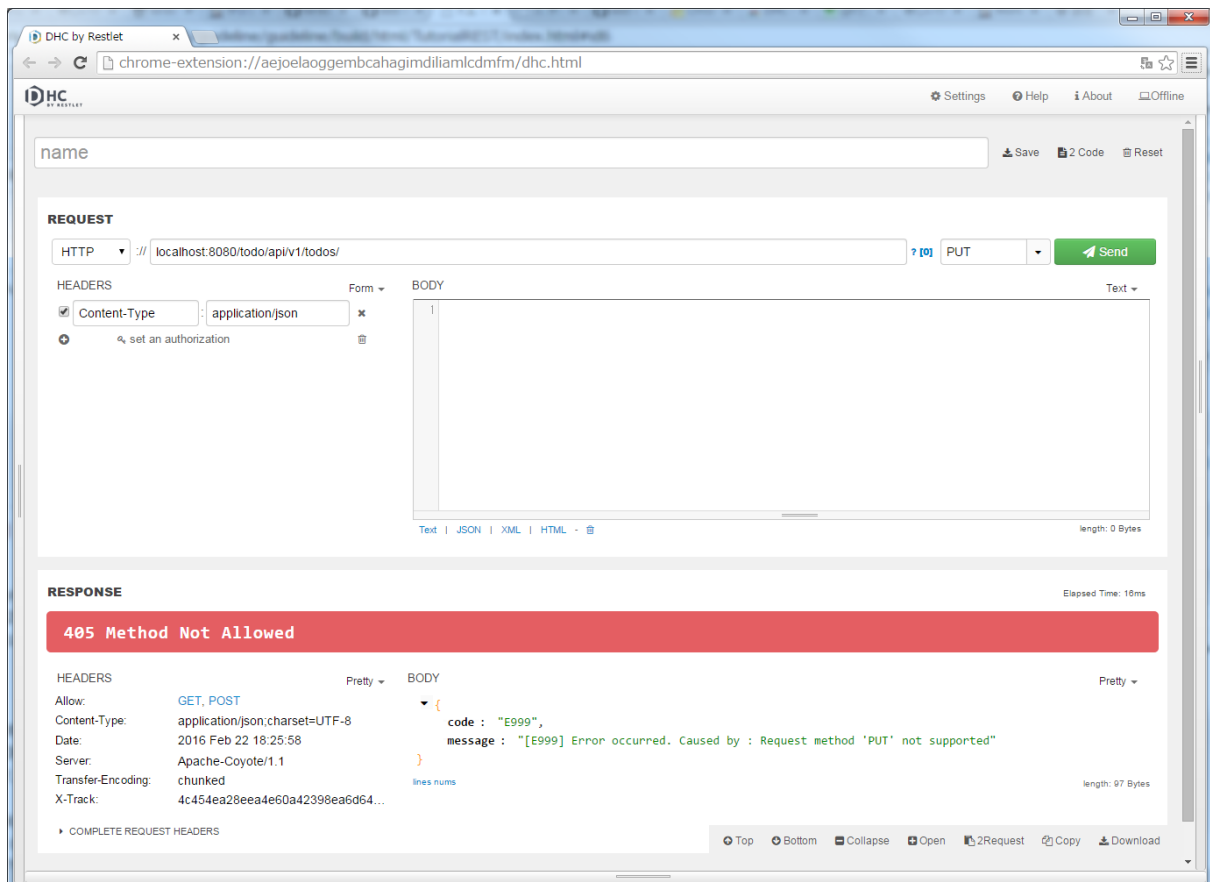 DHC by Restlet
chrome-extension://aejoelaoggembcahagimdiliamlcdmfm/dhc.html
DHC BY RESTLET Settings Help About Offline
name Save 2 Code Reset
REQUEST
HTTP :// localhost:8080/todo/api/v1/todos/ ? [0] PUT Send
HEADERS Form BODY Text
Content-Type : application/json 1
set an authorization
Text | JSON | XML | HTML - length: 0 Bytes
RESPONSE Elapsed Time: 16ms
405 Method Not Allowed
HEADERS Pretty BODY Pretty
Allow: GET, POST {
Content-Type: application/json;charset=UTF-8 code : "E999",
Date: 2016 Feb 22 18:25:58 message : "[E999] Error occurred. Caused by : Request method 'PUT' not supported"
Server: Apache-Coyote/1.1 }
Transfer-Encoding: chunked lines nums length: 97 Bytes
X-Track: 4c454ea28eea4e60a42398ea6d64...
COMPLETE REQUEST HEADERS Top Bottom Collapse Open 2Request Copy Download